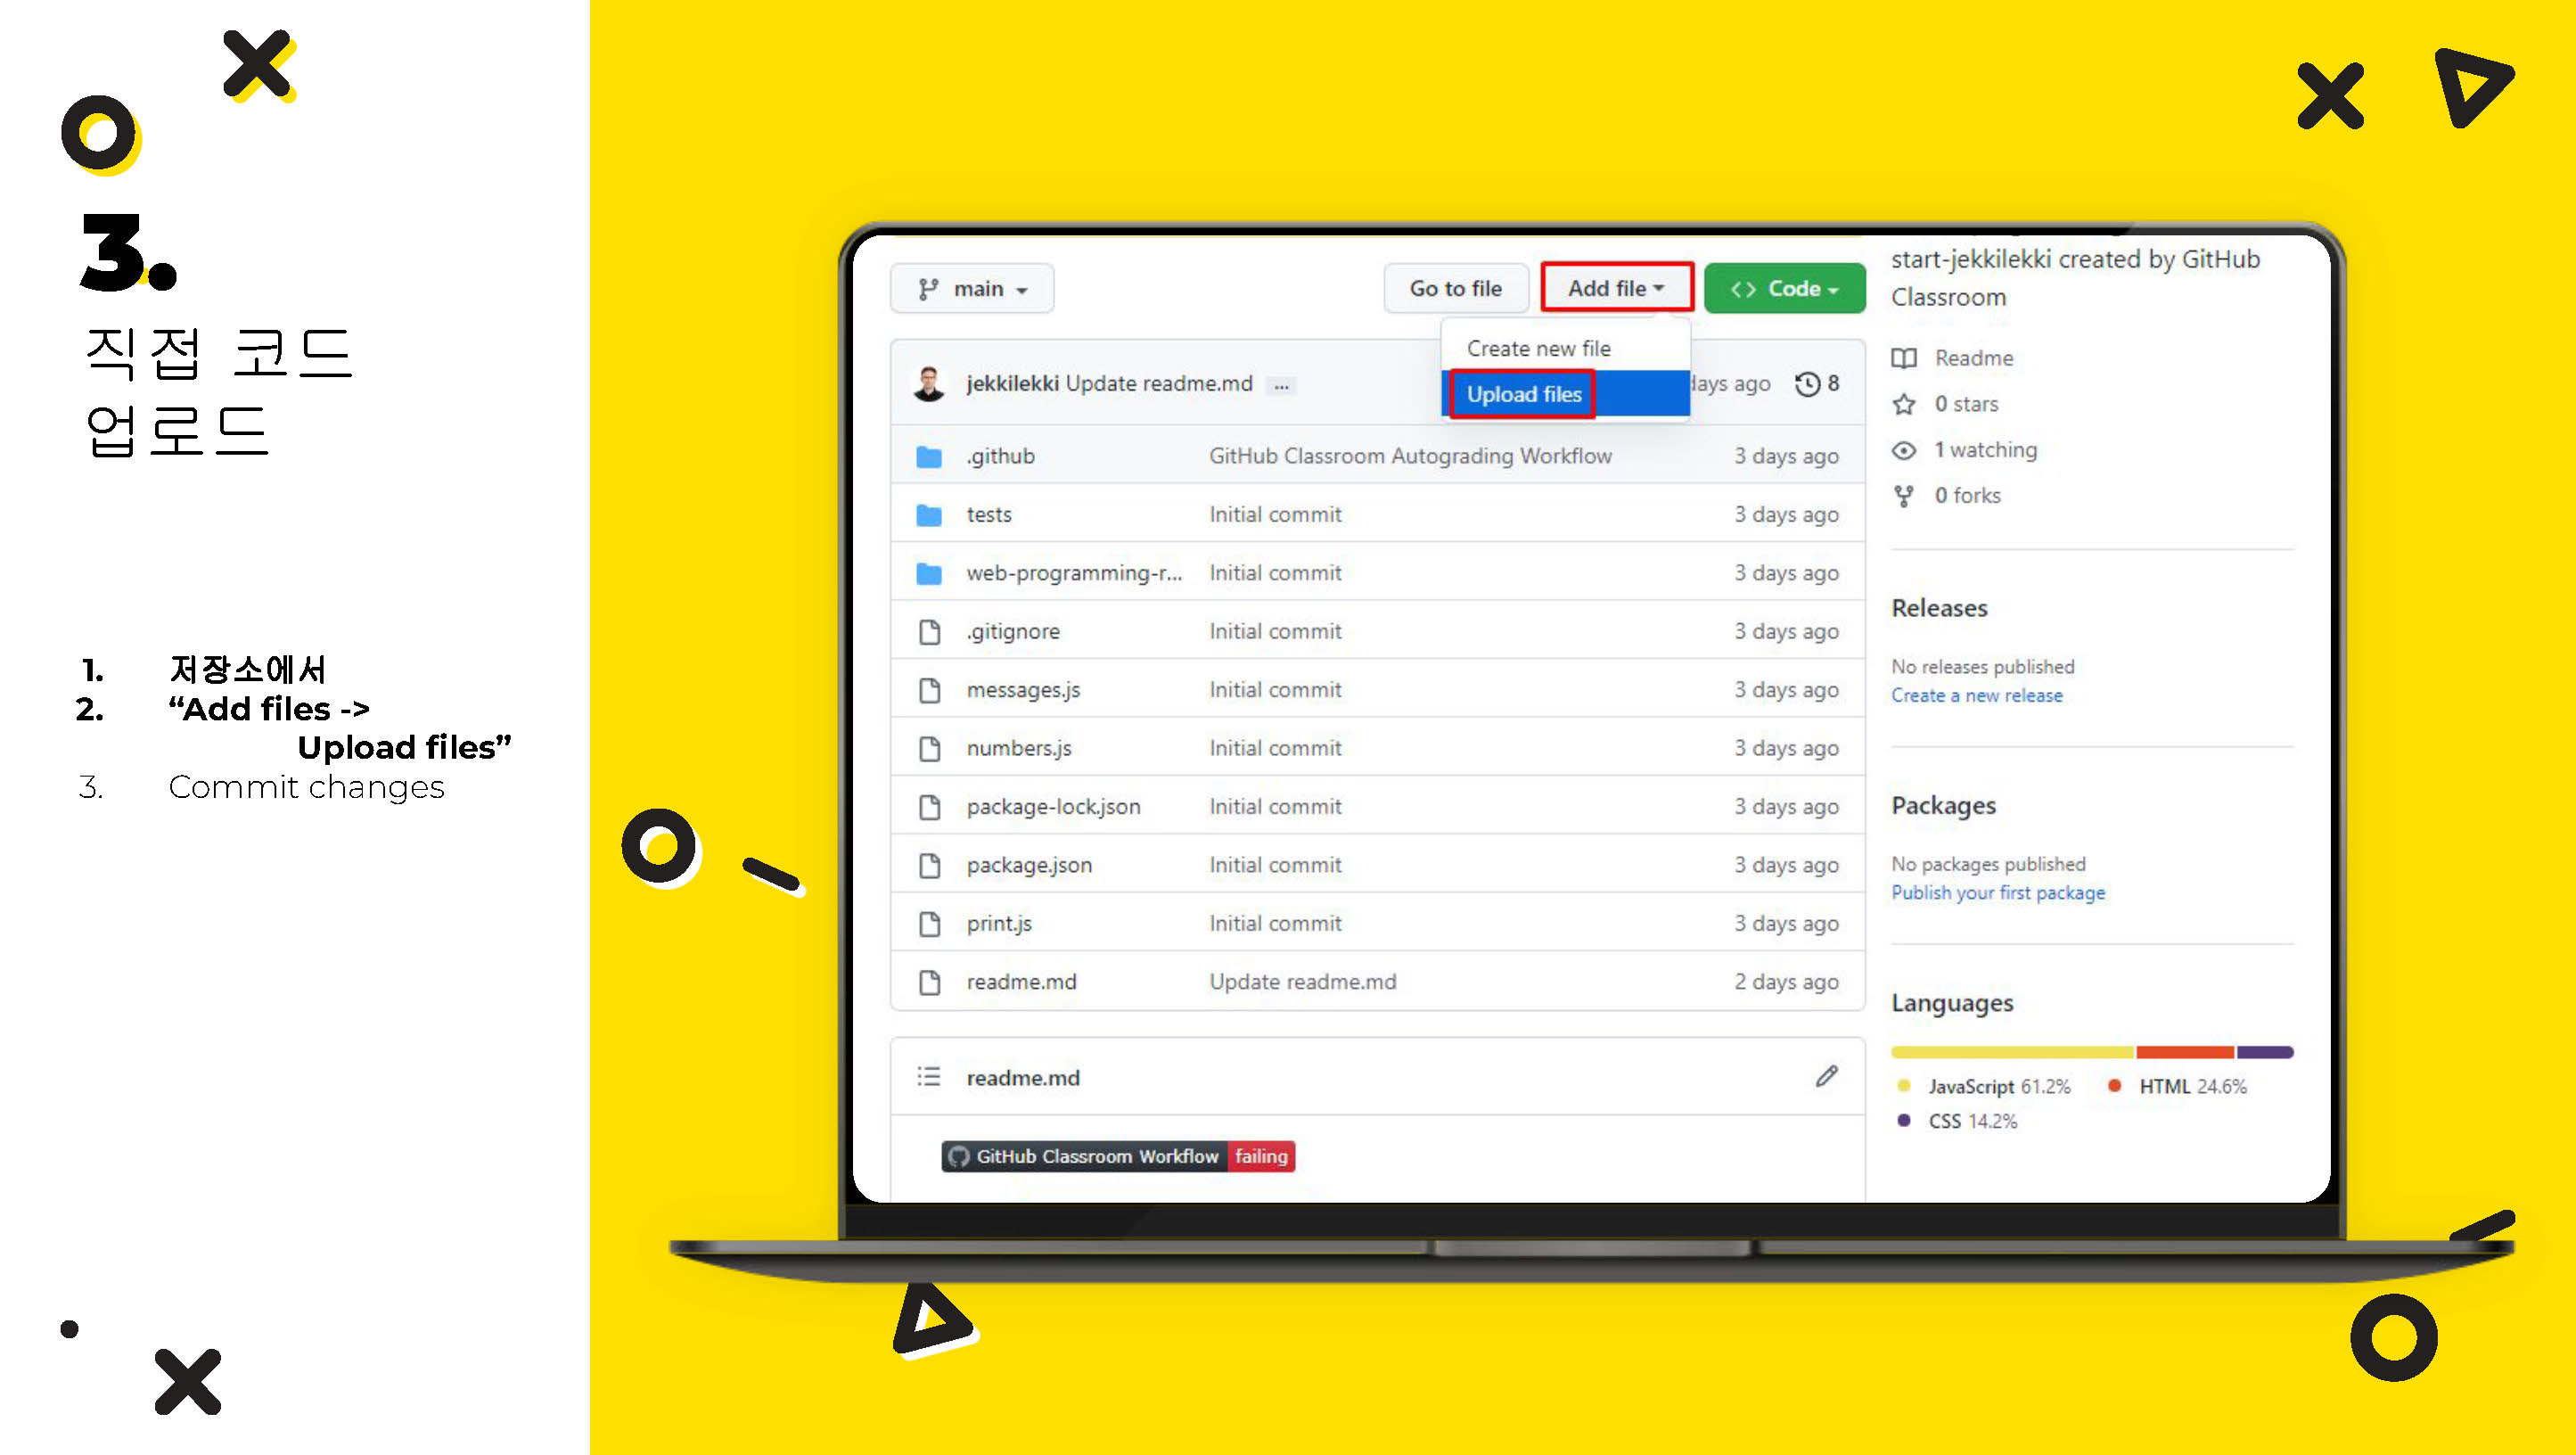 3.
직접 코드
업로드
1. 저장소에서
2. “Add files ->
Upload files”
3. Commit changes
main
Go to file
Add file
Code
Create new file
Upload files
jekkilekki Update readme.md ...
days ago 8
.github GitHub Classroom Autograding Workflow 3 days ago
tests Initial commit 3 days ago
web-programming-r... Initial commit 3 days ago
.gitignore Initial commit 3 days ago
messages.js Initial commit 3 days ago
numbers.js Initial commit 3 days ago
package-lock.json Initial commit 3 days ago
package.json Initial commit 3 days ago
print.js Initial commit 3 days ago
readme.md Update readme.md 2 days ago
readme.md
GitHub Classroom Workflow failing
start-jekkilekki created by GitHub
Classroom
Readme
0 stars
1 watching
0 forks
Releases
No releases published
Create a new release
Packages
No packages published
Publish your first package
Languages
JavaScript 61.2% HTML 24.6%
CSS 14.2%